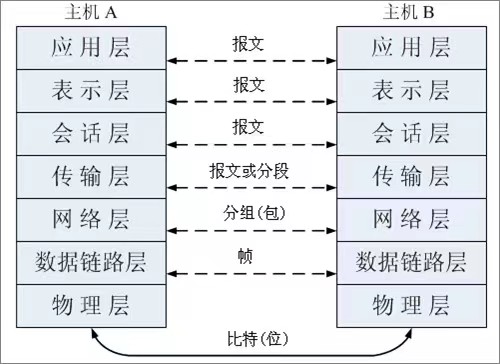 主机 A 主机 B
应用层 报文 应用层
表示层 报文 表示层
会话层 报文 会话层
传输层 报文或分段 传输层
网络层 分组(包) 网络层
数据链路层 帧 数据链路层
物理层 物理层
比特(位)